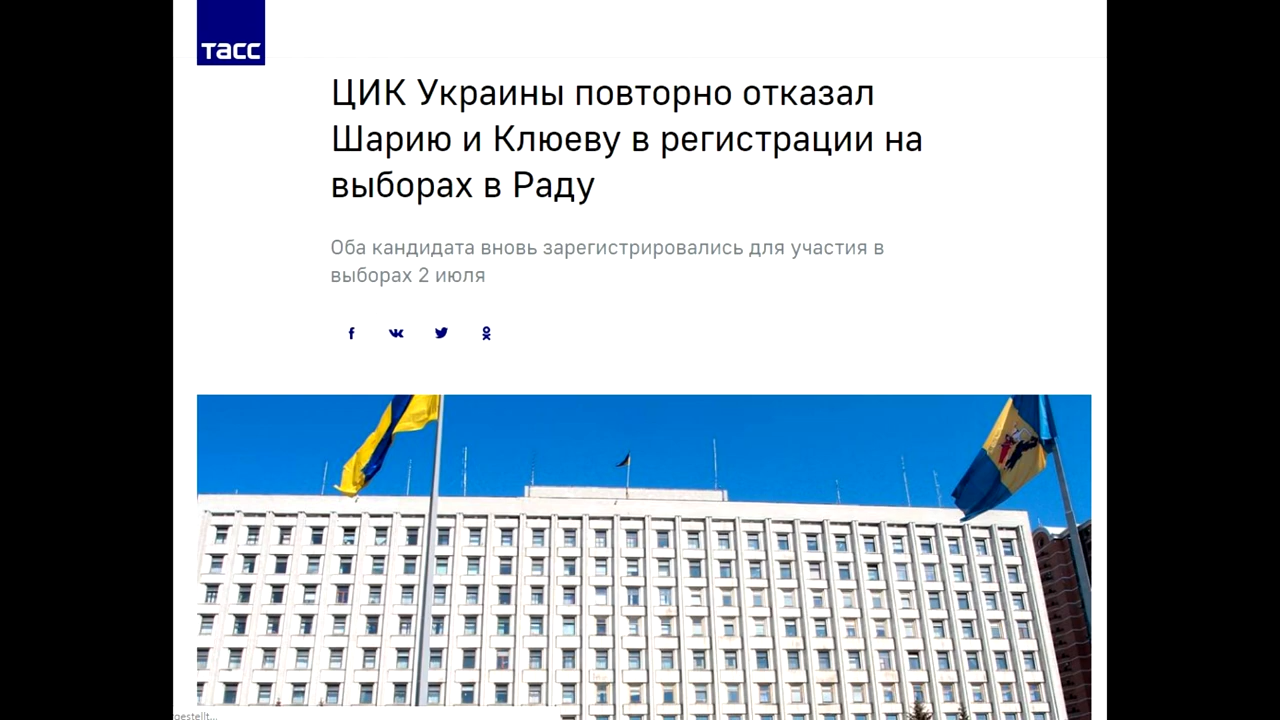 тасс
ЦИК Украины повторно отказал
Шарию и Клюеву в регистрации на
выборах в Раду
Оба кандидата вновь зарегистрировались для участия в
выборах 2 июля
gestellt...